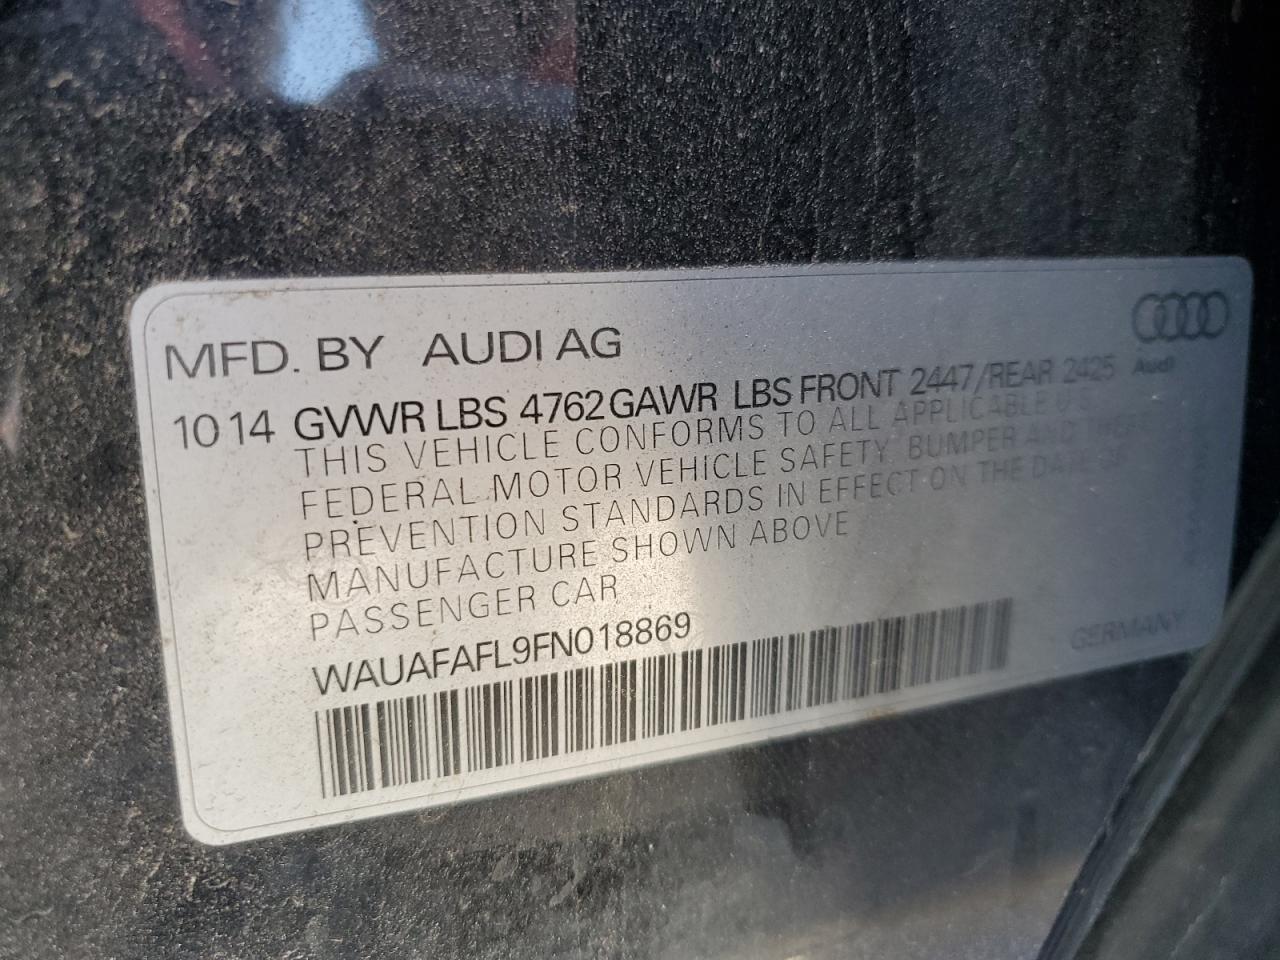 MFD. BY AUDI AG
Audi
10 14 GVWR LBS 4762 GAWR LBS FRONT 2447/REAR 2425
THIS VEHICLE CONFORMS TO ALL APPLICABLE
FEDERAL MOTOR VEHICLE SAFETY, BUMPER AND THEFT
PREVENTION STANDARDS IN EFFECT ON THE DATE OF
MANUFACTURE SHOWN ABOVE
PASSENGER CAR
WAUAFAFL9FN018869
GERMANY